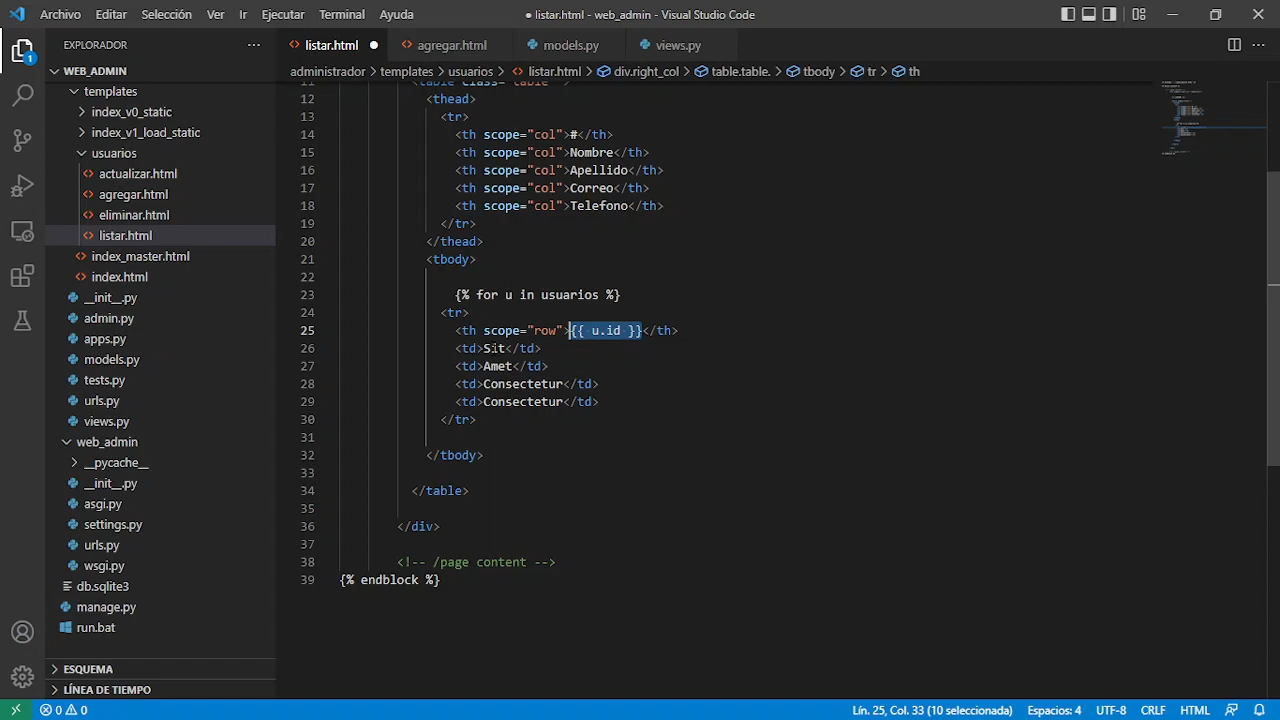 Archivo Editar Selección Ver Ir Ejecutar Terminal Ayuda
● listar.html - web_admin - Visual Studio Code
EXPLORADOR
listar.html
agregar.html
models.py
views.py
WEB_ADMIN
administrador > templates > usuarios > listar.html > div.right_col > table.table. > tbody > tr > th
1
templates
index_v0_static
index_v1_load_static
usuarios
actualizar.html
agregar.html
eliminar.html
listar.html
index_master.html
index.html
__init__.py
admin.py
apps.py
models.py
tests.py
urls.py
views.py
web_admin
__pycache__
__init__.py
asgi.py
settings.py
urls.py
wsgi.py
db.sqlite3
manage.py
run.bat
ESQUEMA
LÍNEA DE TIEMPO
11 <table class="table">
12 <thead>
13 <tr>
14 <th scope="col">#</th>
15 <th scope="col">Nombre</th>
16 <th scope="col">Apellido</th>
17 <th scope="col">Correo</th>
18 <th scope="col">Telefono</th>
19 </tr>
20 </thead>
21 <tbody>
22
23 {% for u in usuarios %}
24 <tr>
25 <th scope="row">{{ u.id }}</th>
26 <td>Sit</td>
27 <td>Amet</td>
28 <td>Consectetur</td>
29 <td>Consectetur</td>
30 </tr>
31
32 </tbody>
33
34 </table>
35
36 </div>
37
38 <!-- /page content -->
39 {% endblock %}
0 0
Lín. 25, Col. 33 (10 seleccionada) Espacios: 4 UTF-8 CRLF HTML